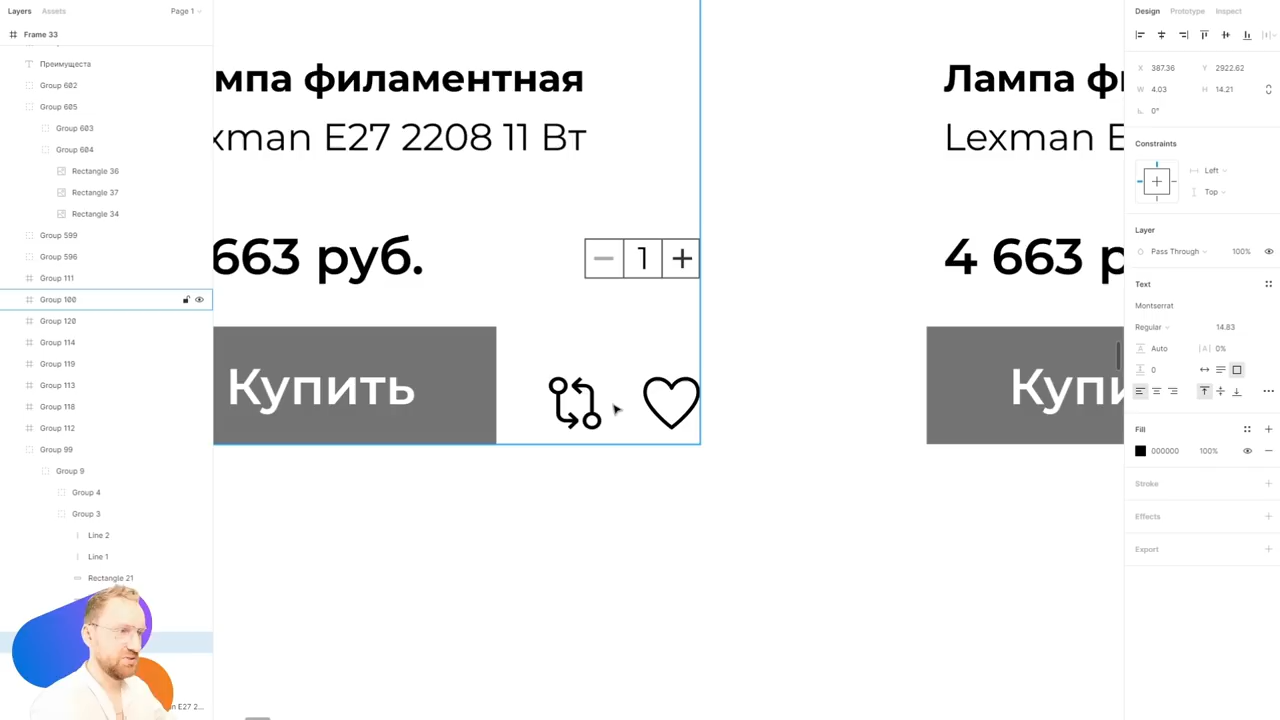 Layers Assets Page 1
Frame 33
Преимущеста
Group 602
Group 605
Group 603
Group 604
Rectangle 36
Rectangle 37
Rectangle 34
Group 599
Group 596
Group 111
Group 100
Group 120
Group 114
Group 119
Group 113
Group 118
Group 112
Group 99
Group 9
Group 4
Group 3
Line 2
Line 1
Rectangle 21
n E27 2...
мпа филаментная
xman E27 2208 11 Вт
663 руб.
1
Купить
Лампа фи
Lexman E
4 663 р
Купи
Design Prototype Inspect
X 387.36 Y 2922.62
W 4.03 H 14.21
0°
Constraints
Left
Top
Layer
Pass Through 100%
Text
Montserrat
Regular 14.83
Auto |A| 0%
0
Fill
000000 100%
Stroke
Effects
Export